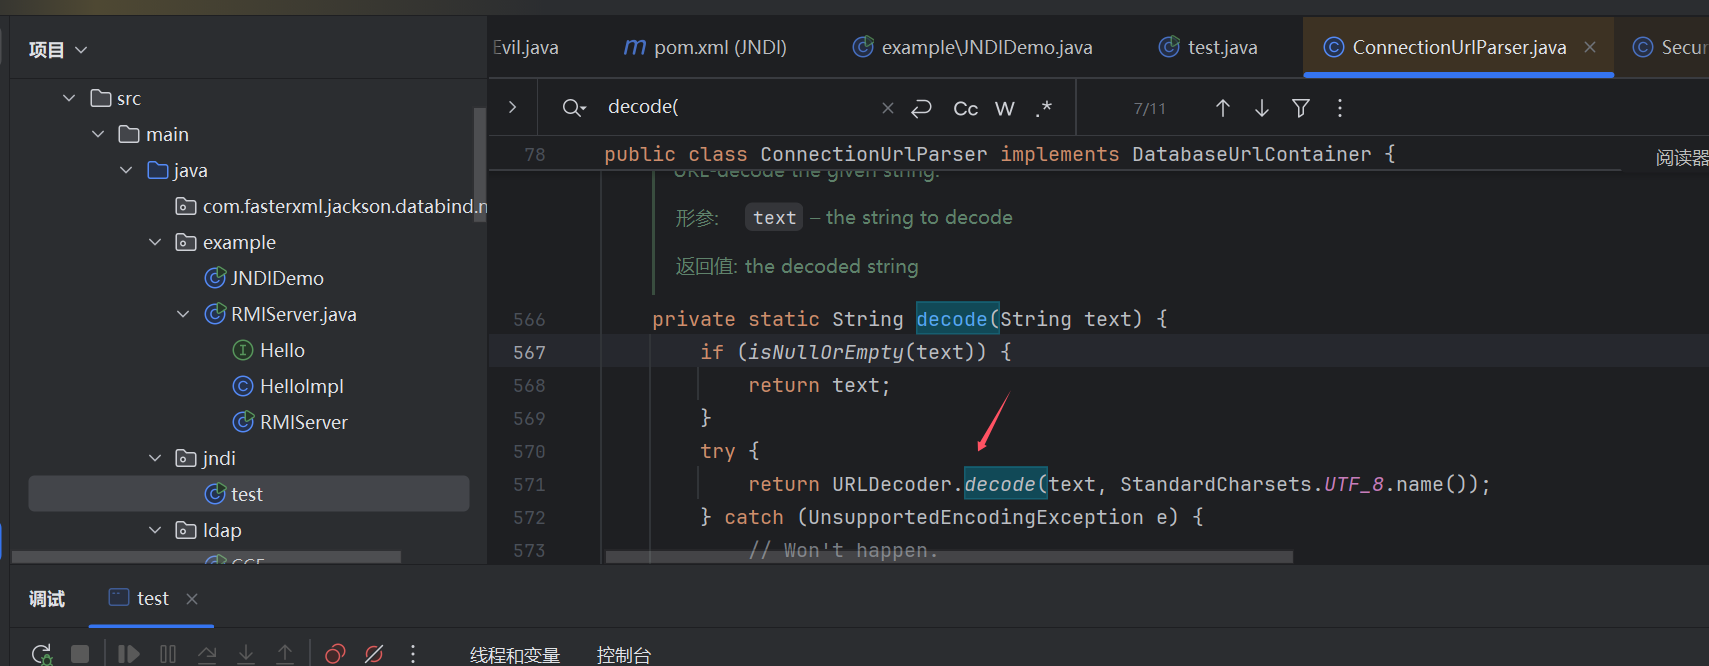 项目
Evil.java
pom.xml (JNDI)
example\JNDIDemo.java
test.java
ConnectionUrlParser.java
Secur
src
main
java
com.fasterxml.jackson.databind.n
example
JNDIDemo
RMIServer.java
Hello
HelloImpl
RMIServer
jndi
test
ldap
decode(
Cc
W
.*
7/11
78 public class ConnectionUrlParser implements DatabaseUrlContainer {
阅读器
URL-decode the given string.
形参: text – the string to decode
返回值: the decoded string
566 private static String decode(String text) {
567 if (isNullOrEmpty(text)) {
568 return text;
569 }
570 try {
571 return URLDecoder.decode(text, StandardCharsets.UTF_8.name());
572 } catch (UnsupportedEncodingException e) {
573 // Won't happen.
调试
test
线程和变量
控制台